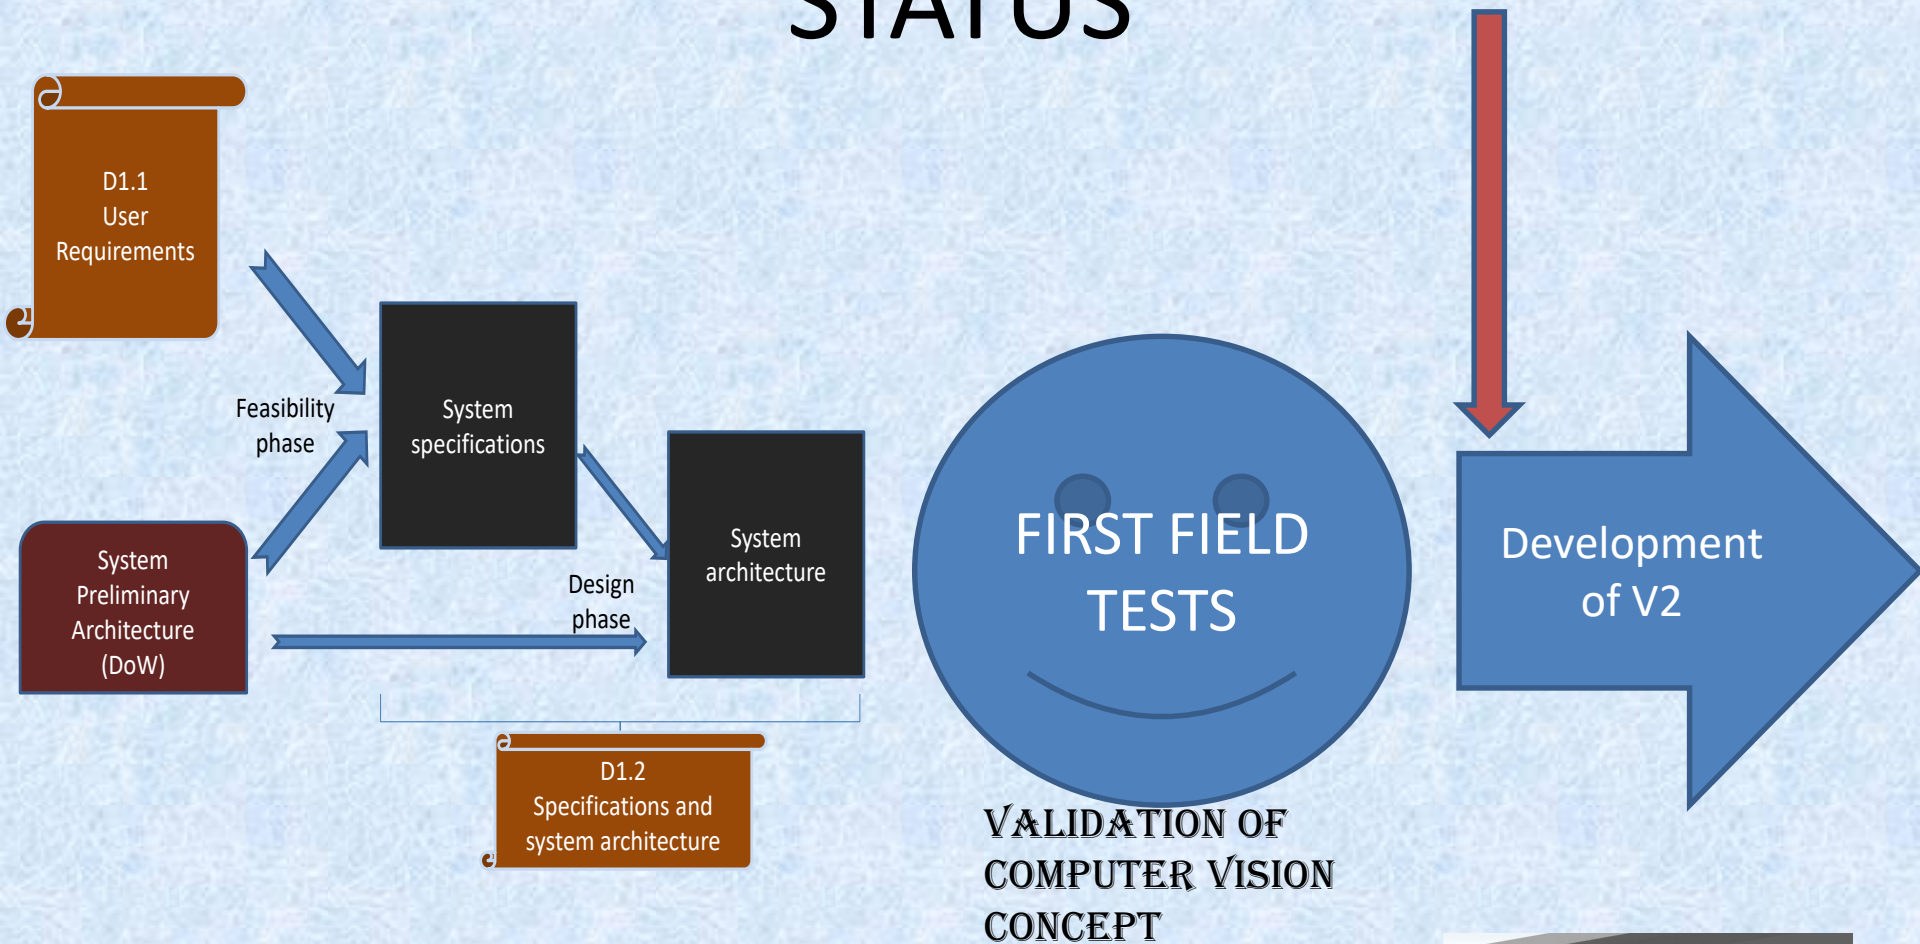 STATUS
D1.1
User
Requirements
Feasibility
phase
System
specifications
System
Preliminary
Architecture
(DoW)
Design
phase
System
architecture
D1.2
Specifications and
system architecture
FIRST FIELD
TESTS
VALIDATION OF
COMPUTER VISION
CONCEPT
Development
of V2